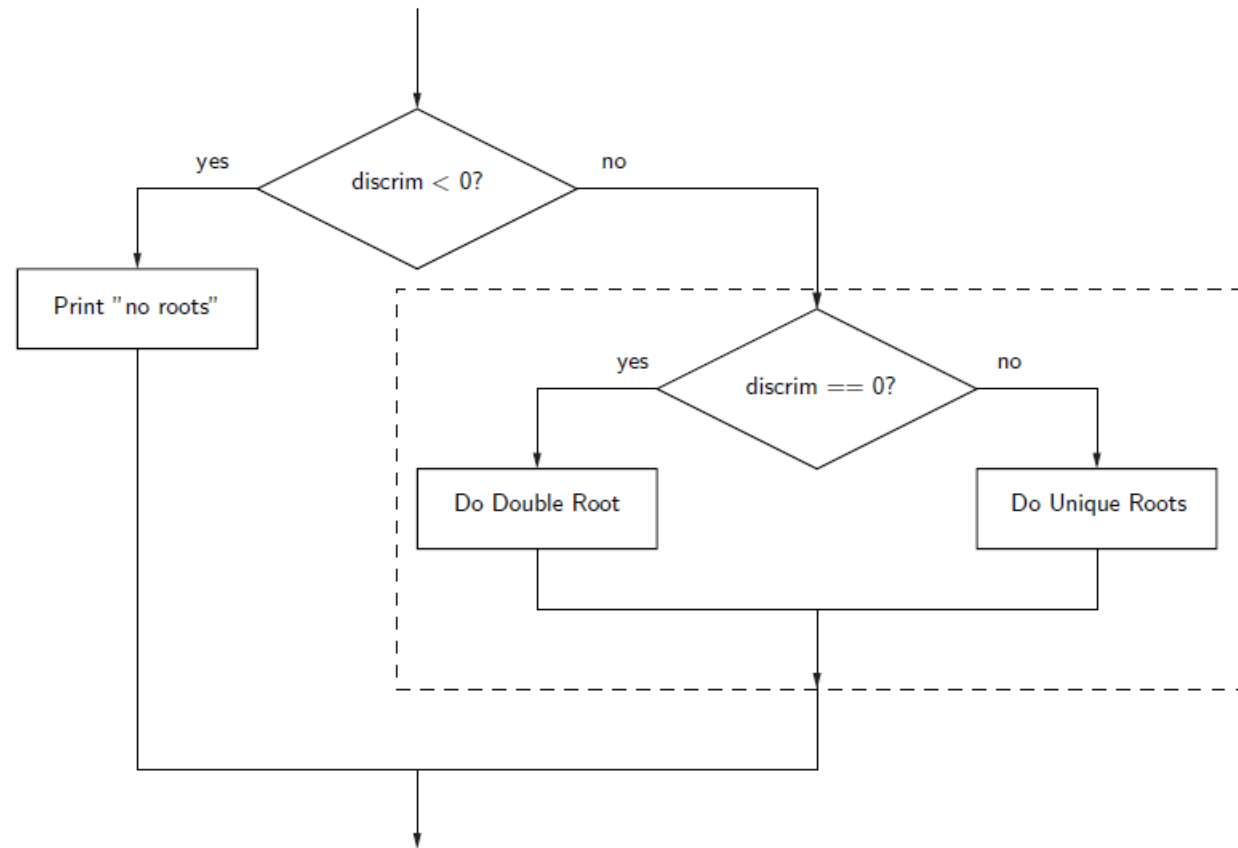 yes
discrim < 0?
no
Print "no roots"
yes
discrim == 0?
no
Do Double Root
Do Unique Roots